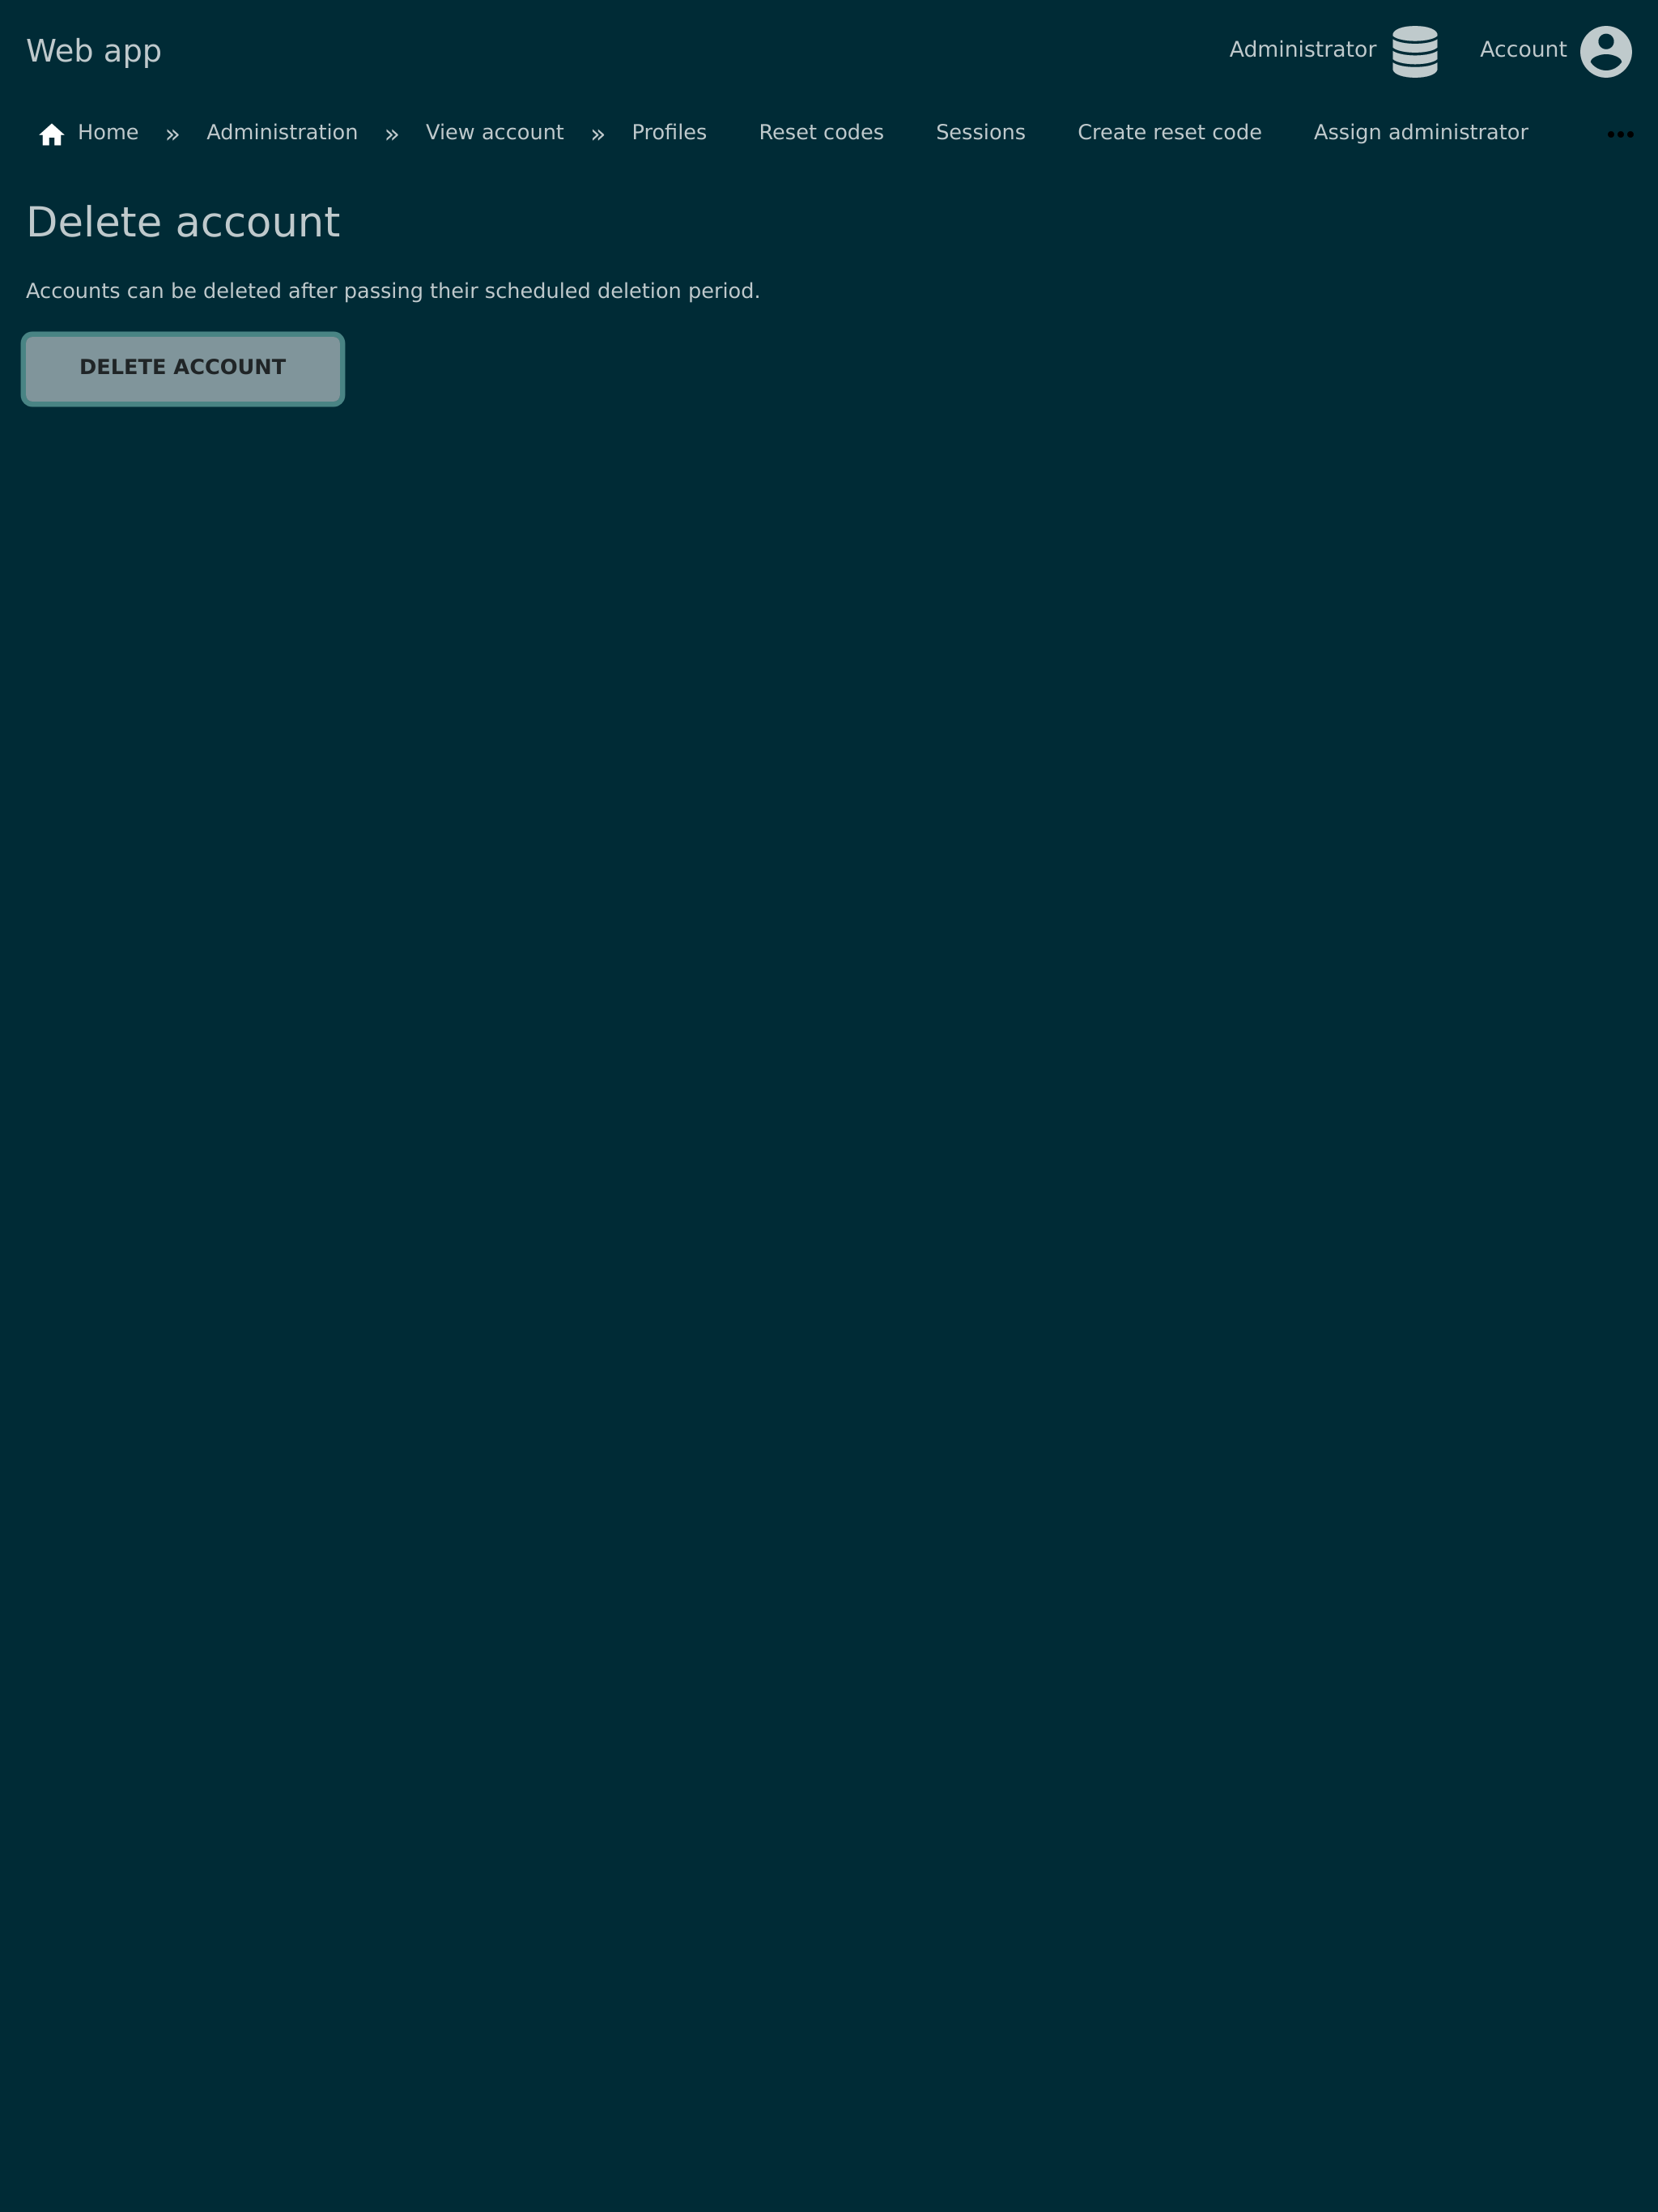 Web app
Administrator Account
Home » Administration » View account » Profiles Reset codes Sessions Create reset code Assign administrator
Delete account
Accounts can be deleted after passing their scheduled deletion period.
DELETE ACCOUNT